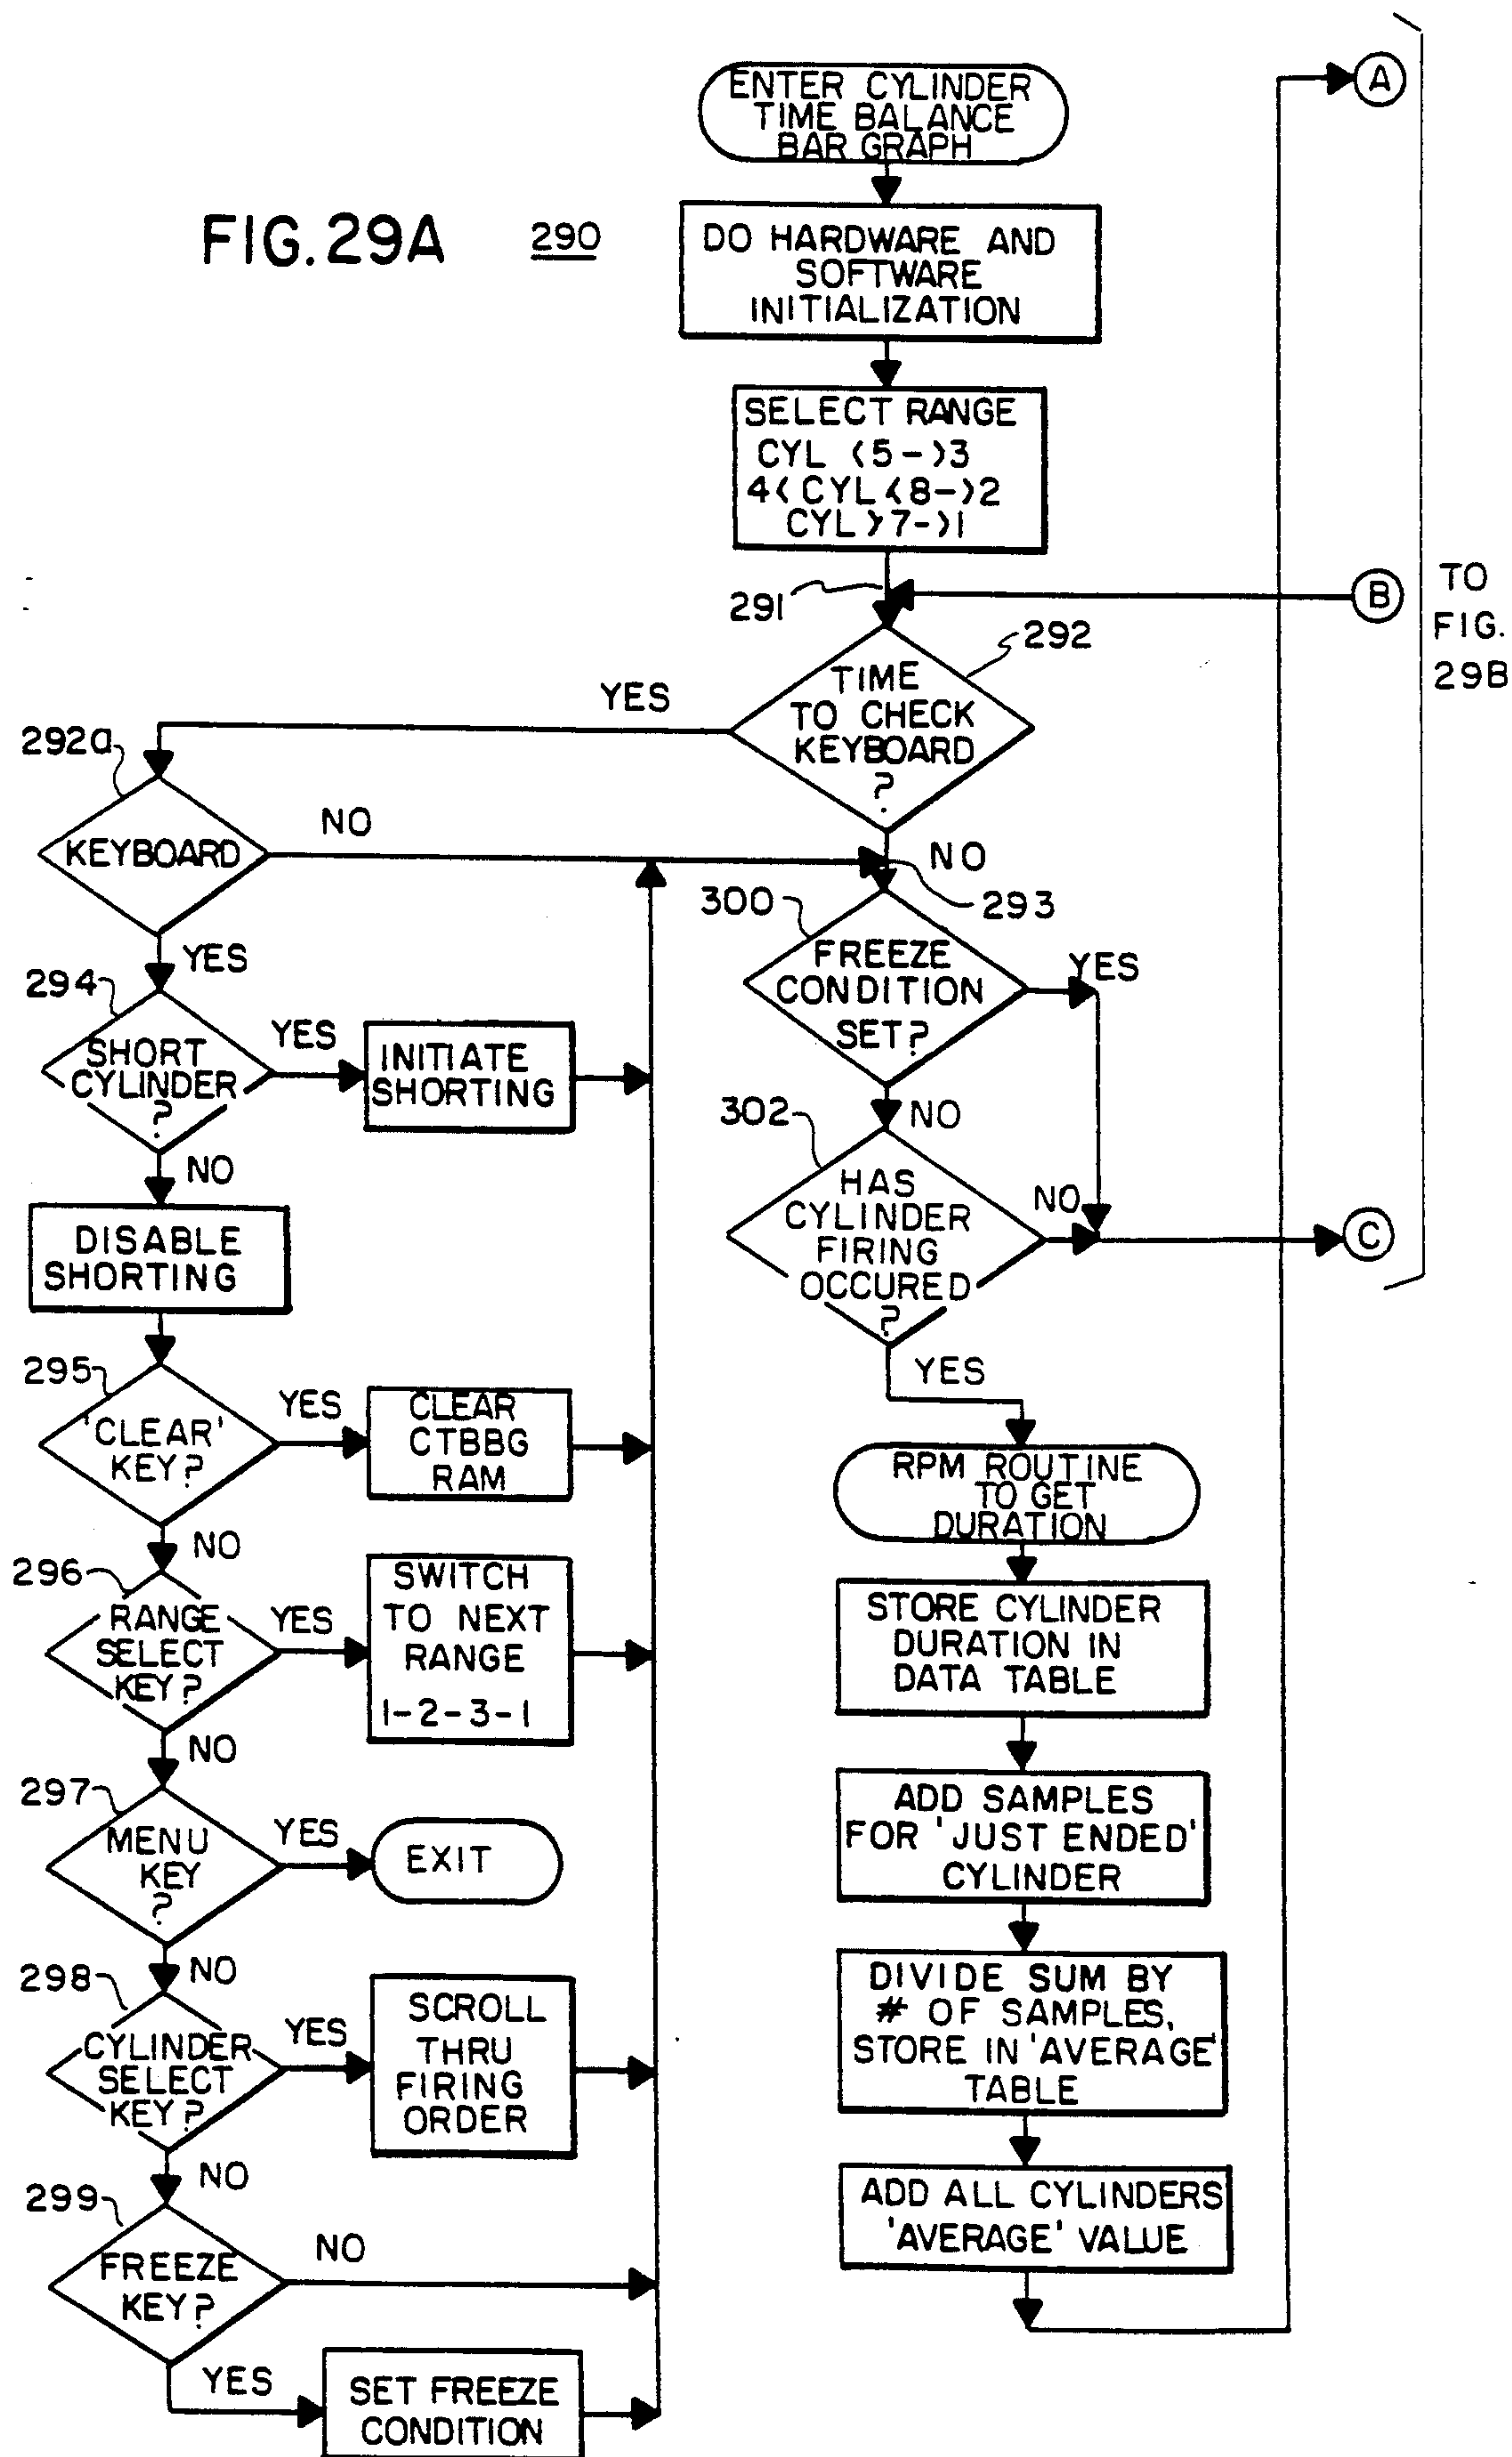 FIG. 29A
290
ENTER CYLINDER
TIME BALANCE
BAR GRAPH
DO HARDWARE AND
SOFTWARE
INITIALIZATION
SELECT RANGE
CYL <5->3
4< CYL <8->2
CYL >7->1
291
A
B
TO
FIG.
29B
292
TIME
TO CHECK
KEYBOARD
?
YES
NO
292a
KEYBOARD
NO
YES
293
300
FREEZE
CONDITION
SET?
YES
NO
294
SHORT
CYLINDER
?
YES
INITIATE
SHORTING
NO
DISABLE
SHORTING
302
HAS
CYLINDER
FIRING
OCCURED
?
NO
C
YES
295
'CLEAR'
KEY?
YES
CLEAR
CTBBG
RAM
NO
296
RANGE
SELECT
KEY?
YES
SWITCH
TO NEXT
RANGE
1-2-3-1
NO
297
MENU
KEY
?
YES
EXIT
NO
298
CYLINDER
SELECT
KEY?
YES
SCROLL
THRU
FIRING
ORDER
NO
299
FREEZE
KEY?
NO
YES
SET FREEZE
CONDITION
RPM ROUTINE
TO GET
DURATION
STORE CYLINDER
DURATION IN
DATA TABLE
ADD SAMPLES
FOR 'JUST ENDED'
CYLINDER
DIVIDE SUM BY
# OF SAMPLES,
STORE IN 'AVERAGE'
TABLE
ADD ALL CYLINDERS
'AVERAGE' VALUE